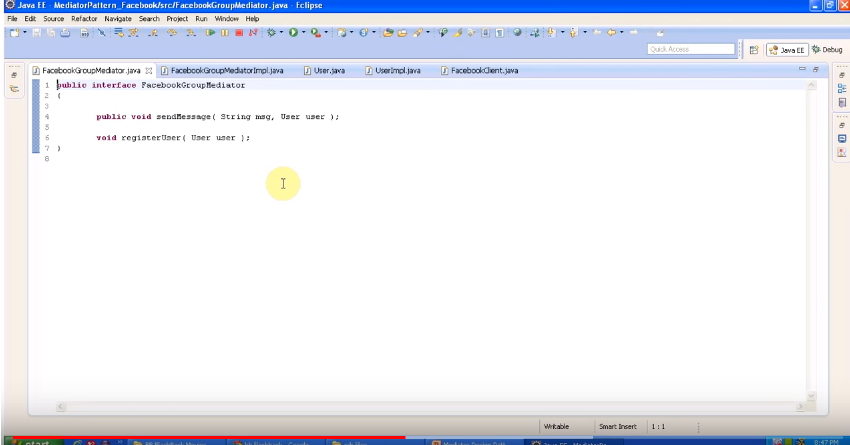 Java EE - MediatorPattern_Facebook/src/FacebookGroupMediator.java - Eclipse
File Edit Source Refactor Navigate Search Project Run Window Help
Quick Access
Java EE
Debug
FacebookGroupMediator.java
FacebookGroupMediatorImpl.java
User.java
UserImpl.java
FacebookClient.java
1 public interface FacebookGroupMediator
2 {
3
4 public void sendMessage( String msg, User user );
5
6 void registerUser( User user );
7 }
8
Writable
Smart Insert
1 : 1
start
8:47 PM